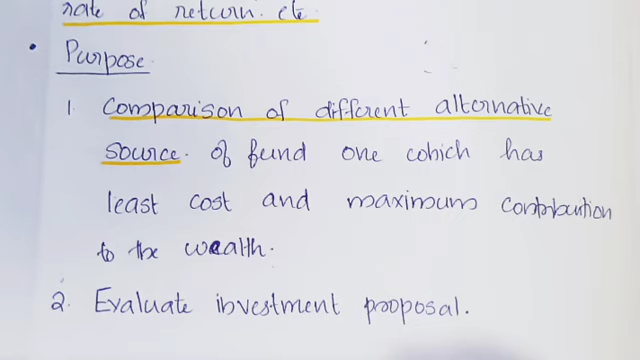 rate of return. etc
• Purpose
1. Comparison of different alternative
source. of fund one which has
least cost and maximum contribution
to the wealth.
2. Evaluate investment proposal.